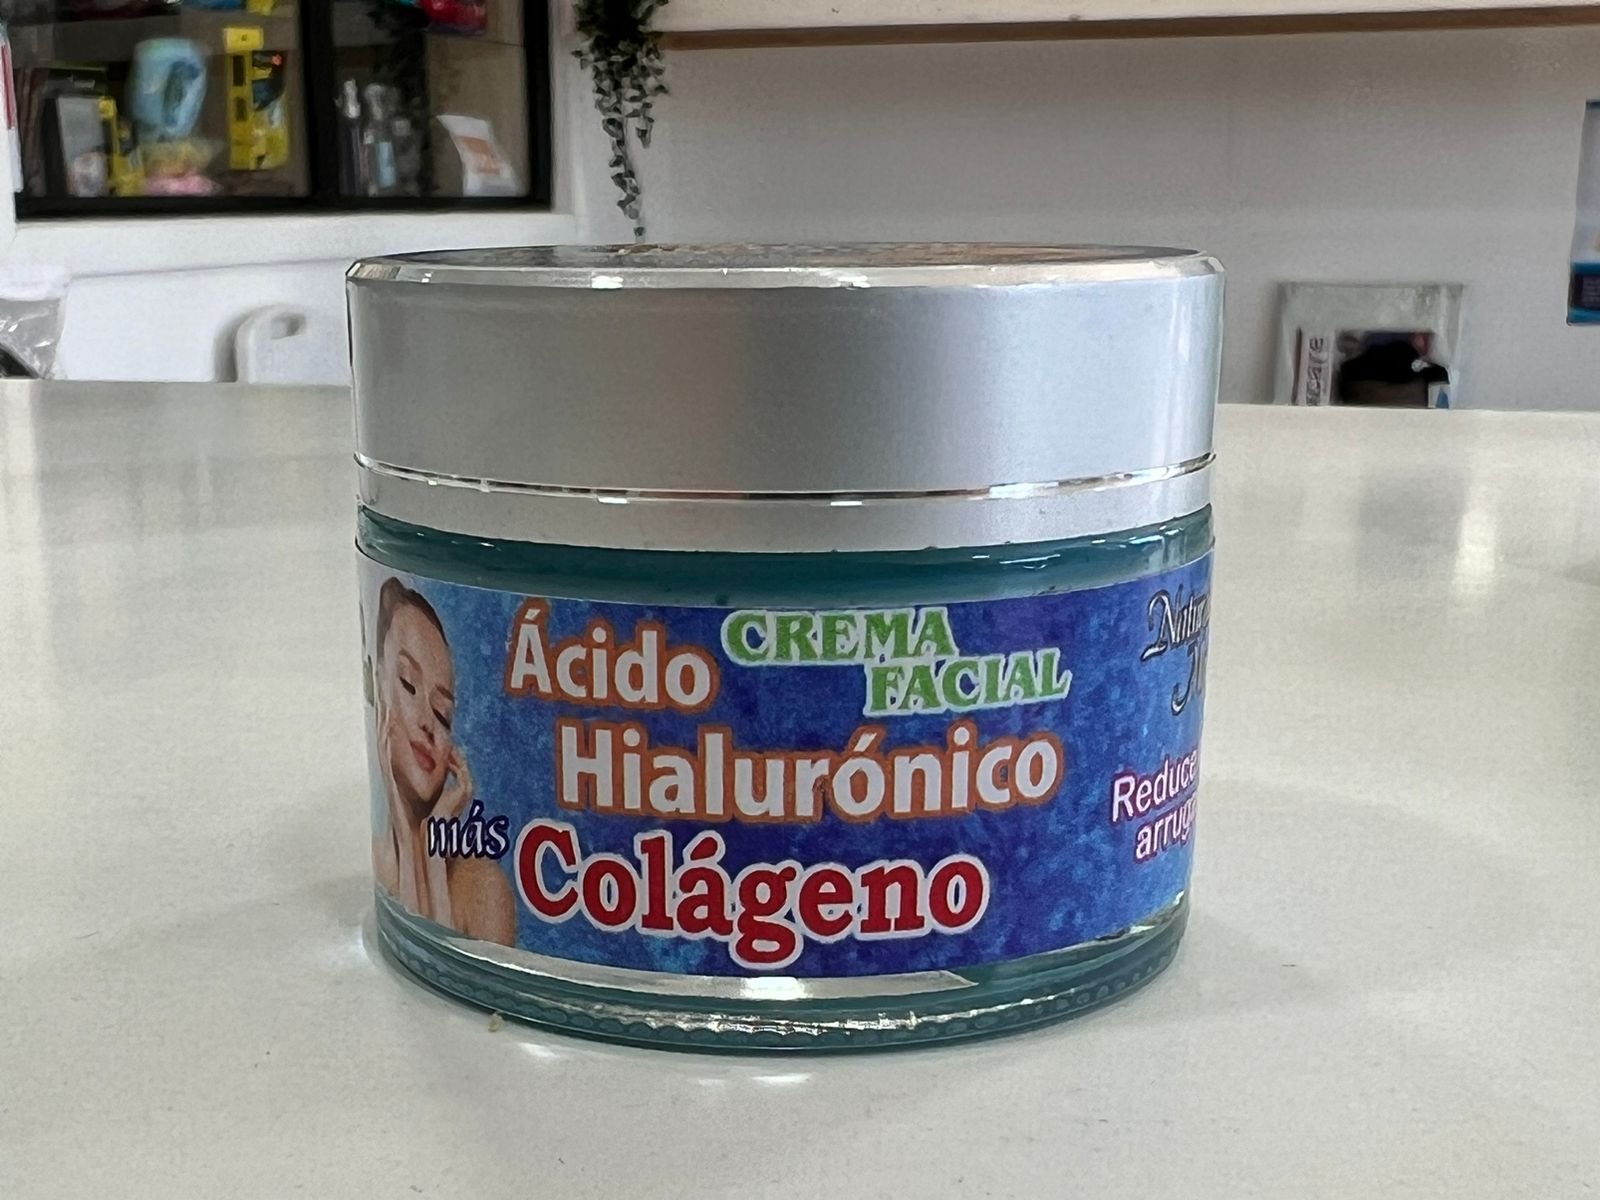 Ácido
CREMA
FACIAL
Hialurónico
más
Colágeno
Reduce